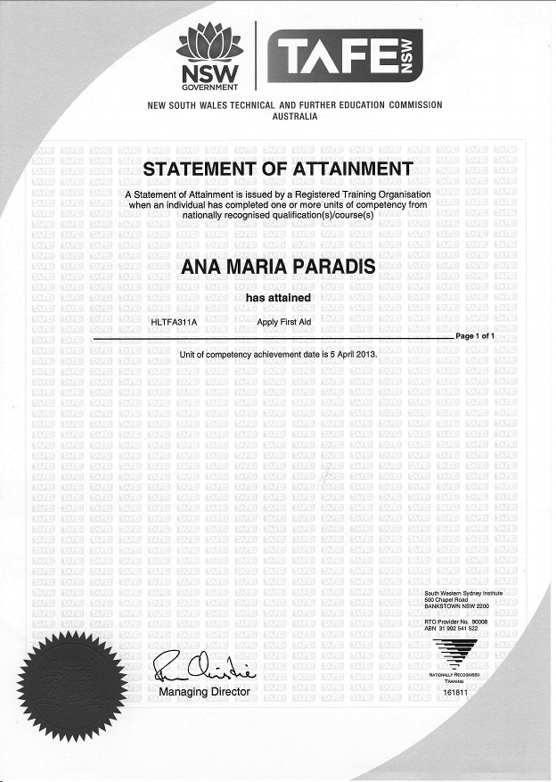 NSW
GOVERNMENT
TAFE NSW
NEW SOUTH WALES TECHNICAL AND FURTHER EDUCATION COMMISSION
AUSTRALIA
STATEMENT OF ATTAINMENT
A Statement of Attainment is issued by a Registered Training Organisation
when an individual has completed one or more units of competency from
nationally recognised qualification(s)/course(s)
ANA MARIA PARADIS
has attained
HLTFA311A Apply First Aid
Page 1 of 1
Unit of competency achievement date is 5 April 2013.
South Western Sydney Institute
500 Chapel Road
BANKSTOWN NSW 2200
RTO Provider No. 90008
ABN 31 992 541 522
NATIONALLY RECOGNISED
TRAINING
161811
Managing Director